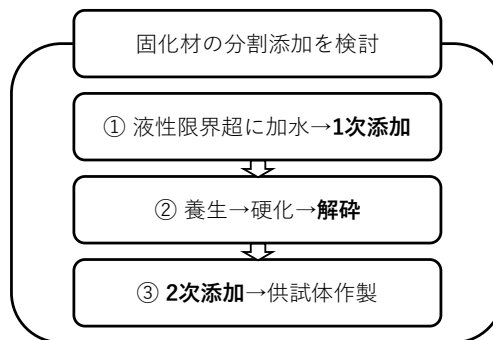 固化材の分割添加を検討
① 液性限界超に加水→1次添加
② 養生→硬化→解砕
③ 2次添加→供試体作製